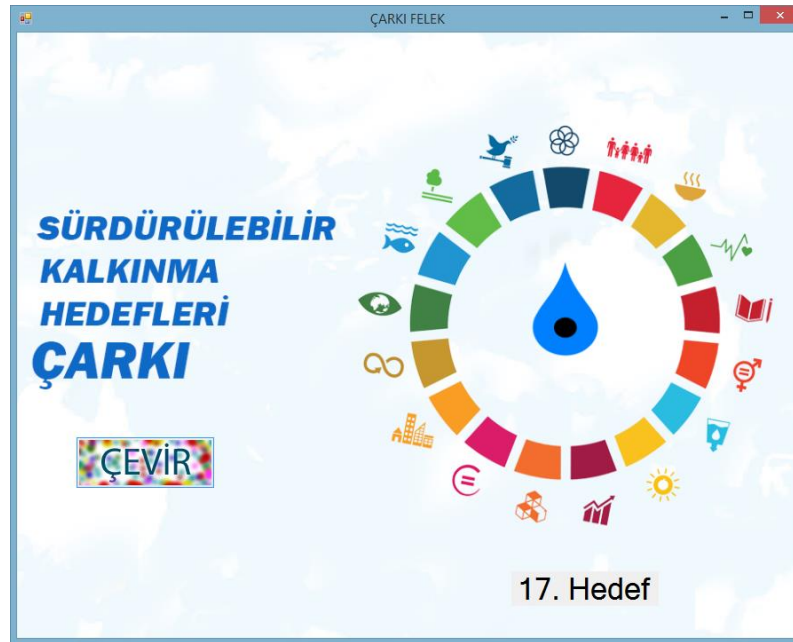 ÇARKI FELEK
SÜRDÜRÜLEBİLİR
KALKINMA
HEDEFLERİ
ÇARKI
ÇEVİR
17. Hedef